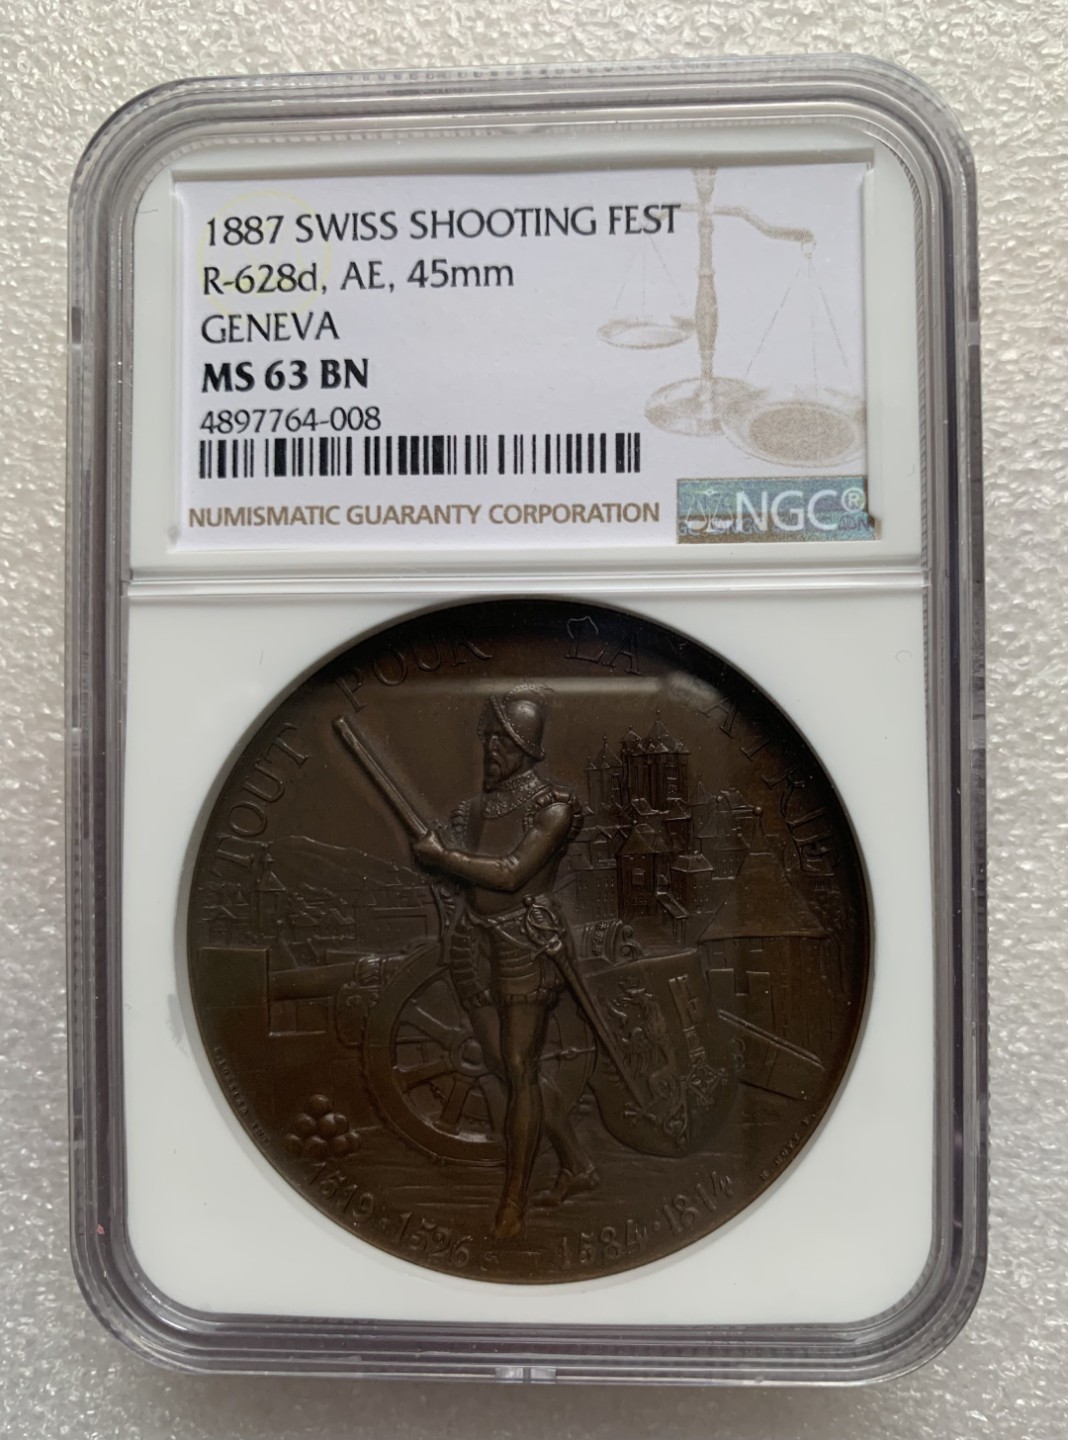 1887 SWISS SHOOTING FEST
R-628d, AE, 45mm
GENEVA
MS 63 BN
4897764-008
NUMISMATIC GUARANTY CORPORATION
NGC®
TOUT POUR LA PATRIE
1519 · 1526 1584 · 1814